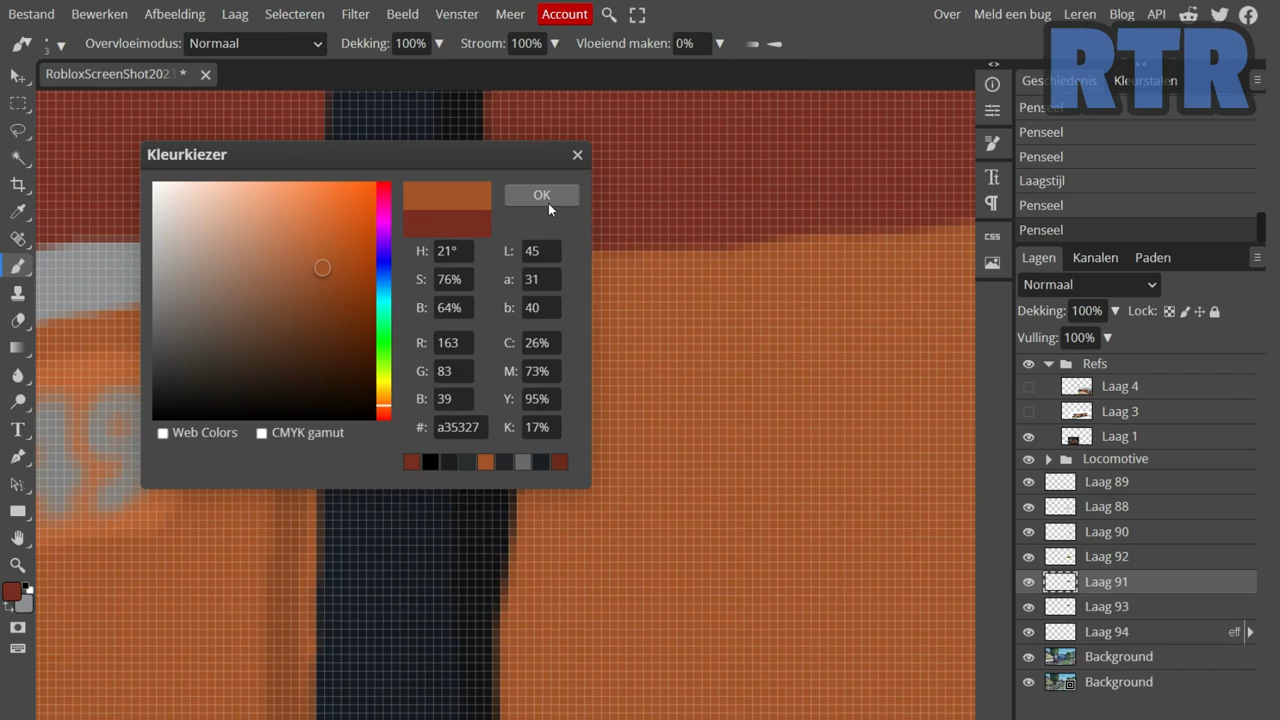 Bestand Bewerken Afbeelding Laag Selecteren Filter Beeld Venster Meer Account Over Meld een bug Leren Blog API
3 Overvloeimodus: Normaal Dekking: 100% Stroom: 100% Vloeiend maken: 0%
RobloxScreenShot2023 *
RTR
Geschiedenis Kleurstalen
Penseel
Penseel
Penseel
Laagstijl
Penseel
Penseel
Kleurkiezer
OK
H: 21° L: 45
S: 76% a: 31
B: 64% b: 40
R: 163 C: 26%
G: 83 M: 73%
B: 39 Y: 95%
#: a35327 K: 17%
Web Colors CMYK gamut
19
css
Lagen Kanalen Paden
Normaal
Dekking: 100% Lock:
Vulling: 100%
Refs
Laag 4
Laag 3
Laag 1
Locomotive
Laag 89
Laag 88
Laag 90
Laag 92
Laag 91
Laag 93
Laag 94 eff
Background
Background